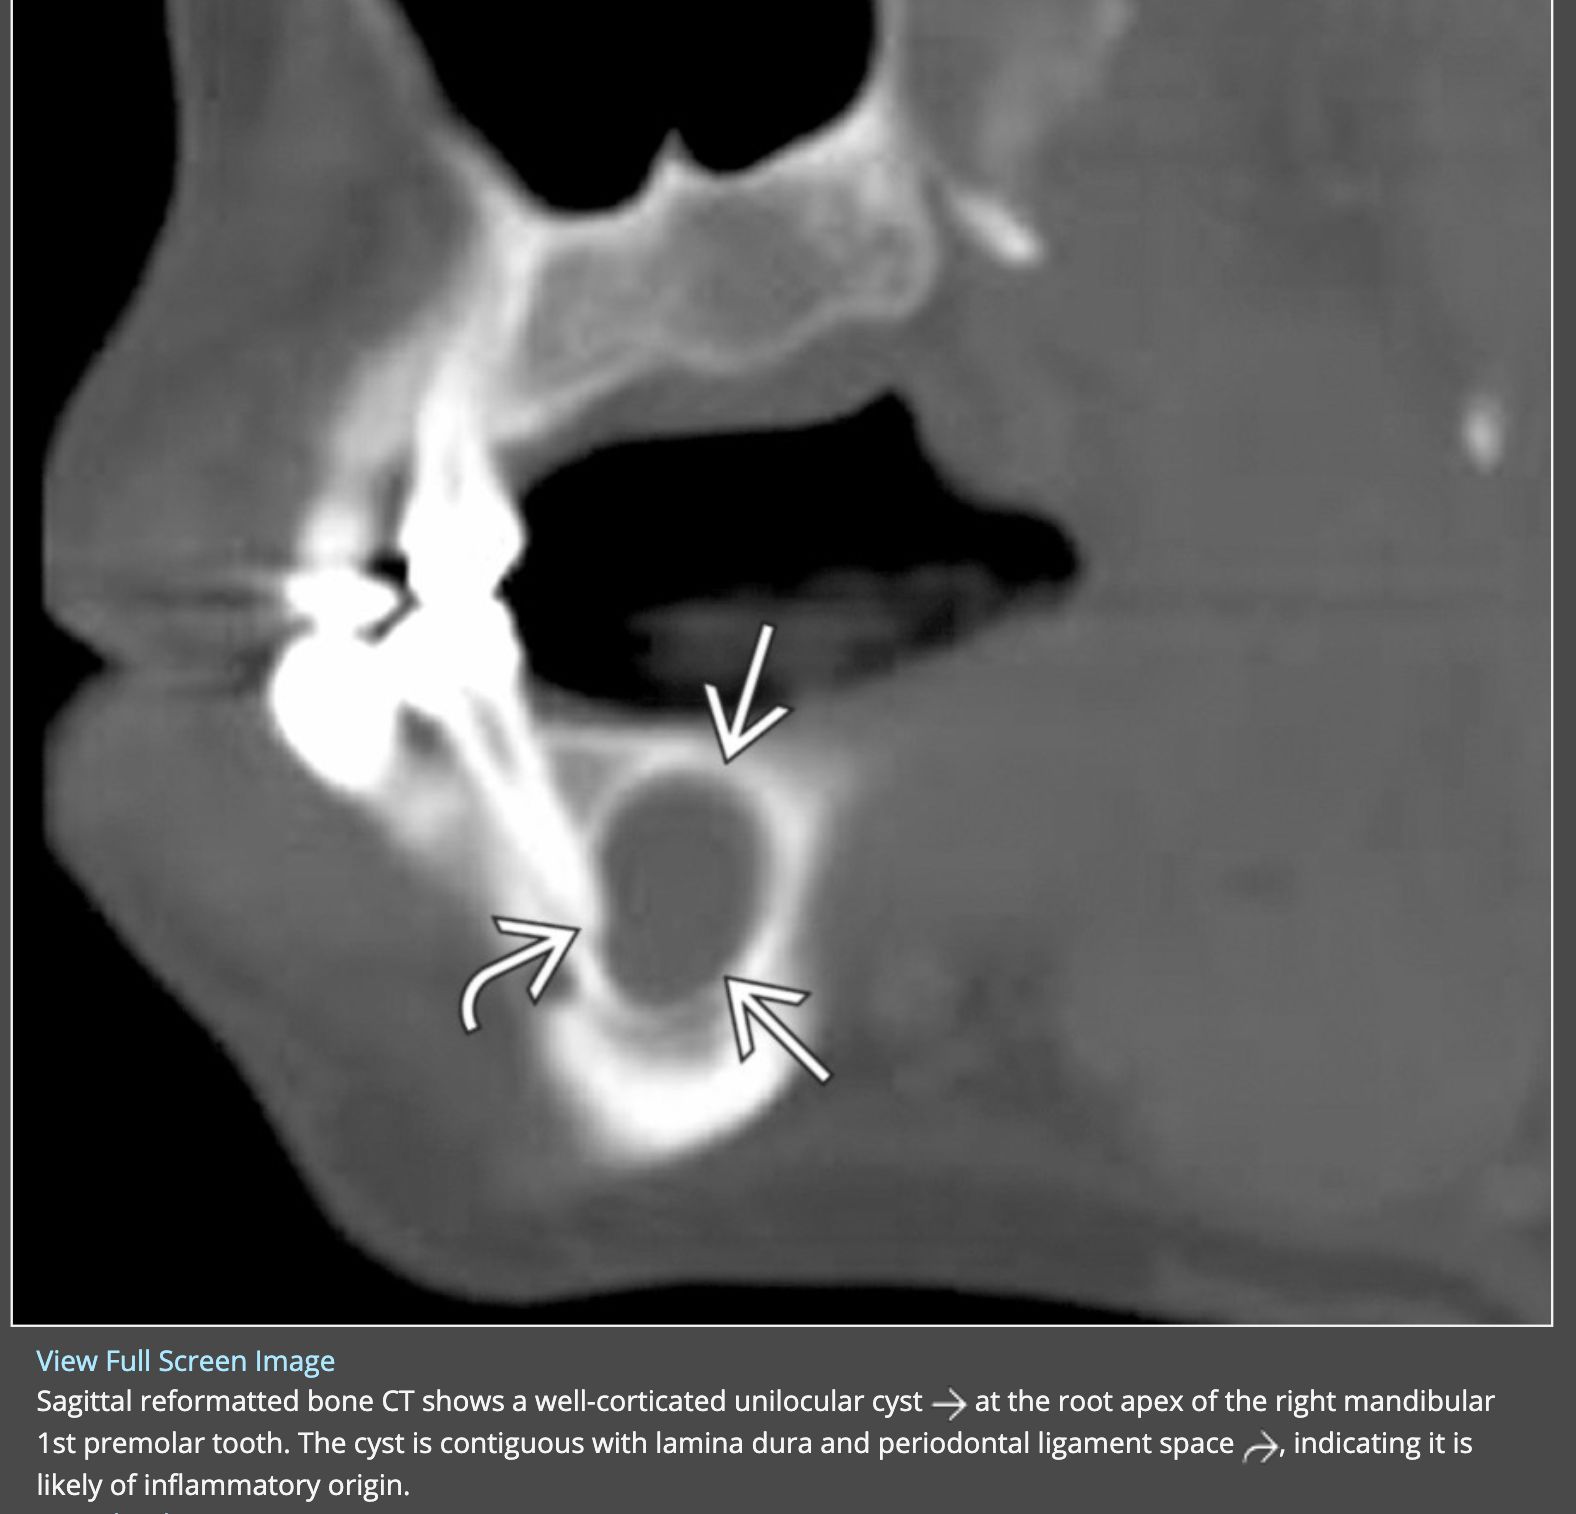 View Full Screen Image
Sagittal reformatted bone CT shows a well-corticated unilocular cyst → at the root apex of the right mandibular
1st premolar tooth. The cyst is contiguous with lamina dura and periodontal ligament space ↷, indicating it is
likely of inflammatory origin.